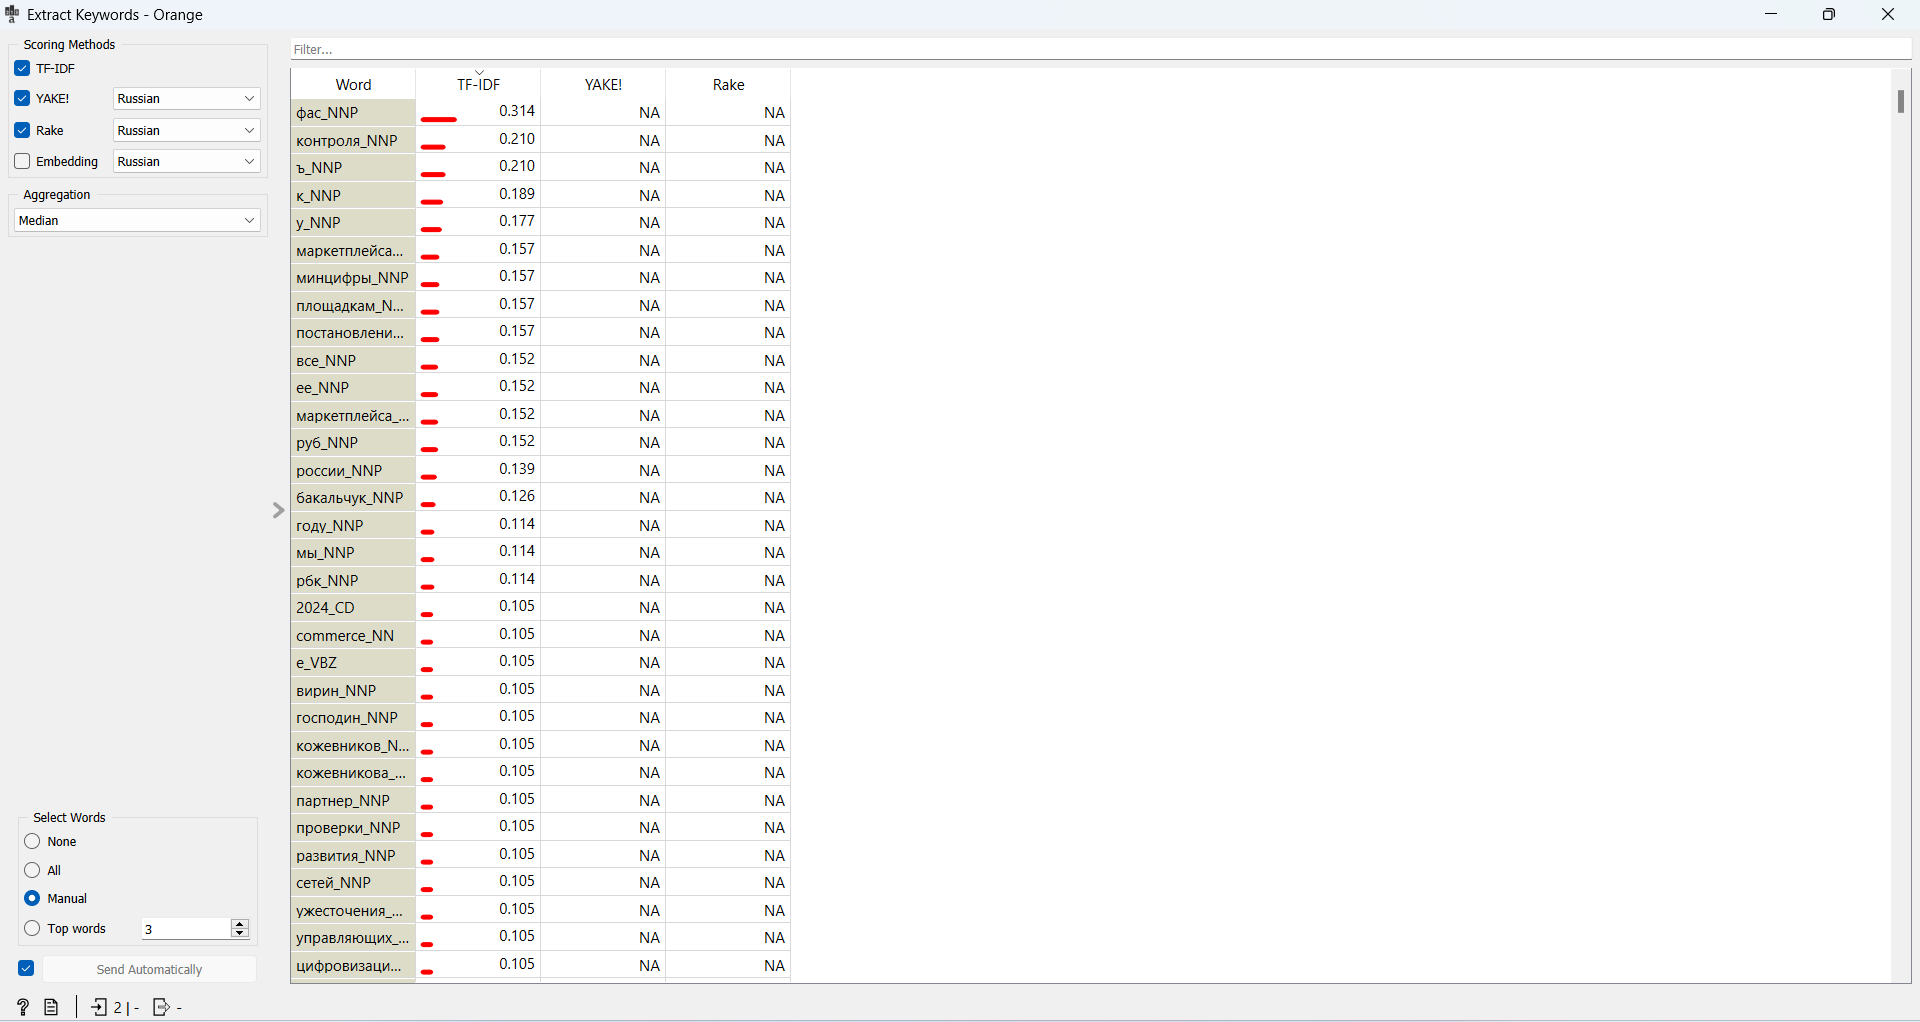 Extract Keywords - Orange
Scoring Methods
TF-IDF
YAKE! Russian
Rake Russian
Embedding Russian
Aggregation
Median
Select Words
None
All
Manual
Top words 3
Send Automatically
2 | - -
Filter...
Word TF-IDF YAKE! Rake
фас_NNP 0.314 NA NA
контроля_NNP 0.210 NA NA
ъ_NNP 0.210 NA NA
к_NNP 0.189 NA NA
у_NNP 0.177 NA NA
маркетплейса... 0.157 NA NA
минцифры_NNP 0.157 NA NA
площадкам_N... 0.157 NA NA
постановлени... 0.157 NA NA
все_NNP 0.152 NA NA
ее_NNP 0.152 NA NA
маркетплейса_... 0.152 NA NA
руб_NNP 0.152 NA NA
россии_NNP 0.139 NA NA
бакальчук_NNP 0.126 NA NA
году_NNP 0.114 NA NA
мы_NNP 0.114 NA NA
рбк_NNP 0.114 NA NA
2024_CD 0.105 NA NA
commerce_NN 0.105 NA NA
e_VBZ 0.105 NA NA
вирин_NNP 0.105 NA NA
господин_NNP 0.105 NA NA
кожевников_N... 0.105 NA NA
кожевникова_... 0.105 NA NA
партнер_NNP 0.105 NA NA
проверки_NNP 0.105 NA NA
развития_NNP 0.105 NA NA
сетей_NNP 0.105 NA NA
ужесточения_... 0.105 NA NA
управляющих_... 0.105 NA NA
цифровизаци... 0.105 NA NA